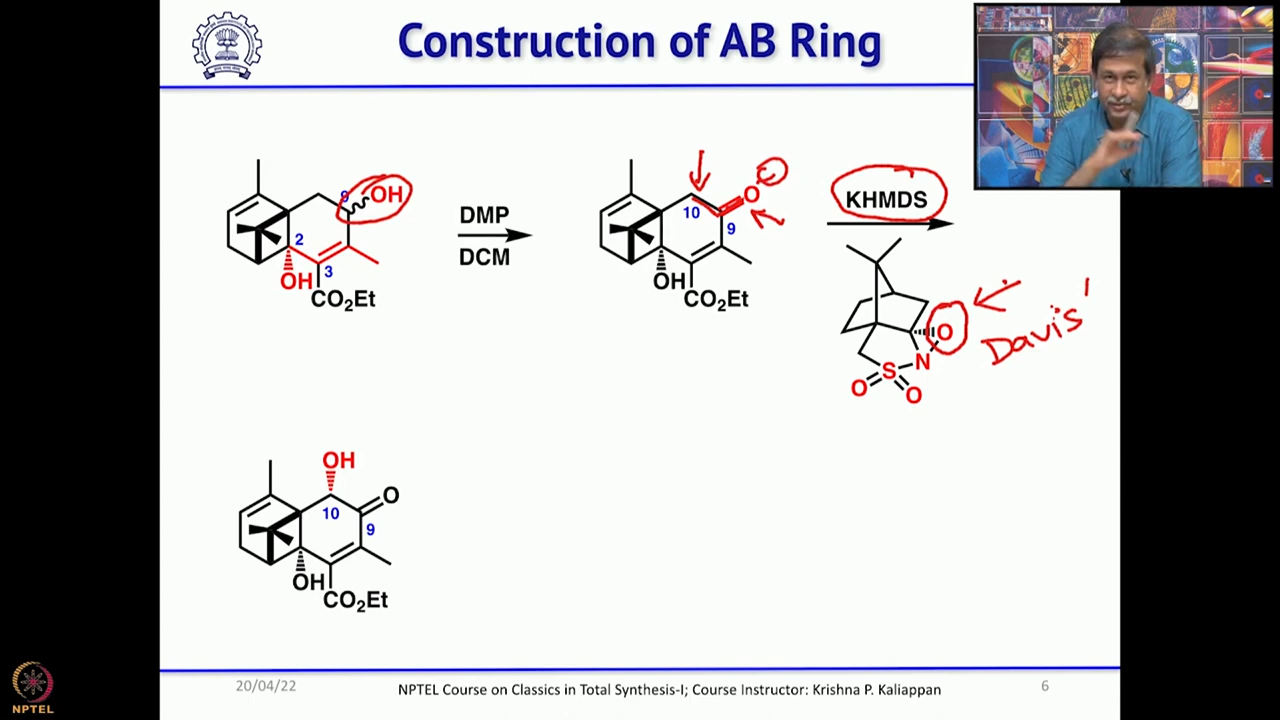 Construction of AB Ring
9
OH
2
OH
3
CO2Et
DMP
DCM
10
O
9
OH
CO2Et
KHMDS
O
N
S
O
O
Davis'
OH
10
O
9
OH
CO2Et
20/04/22
NPTEL Course on Classics in Total Synthesis-I; Course Instructor: Krishna P. Kaliappan
6
NPTEL